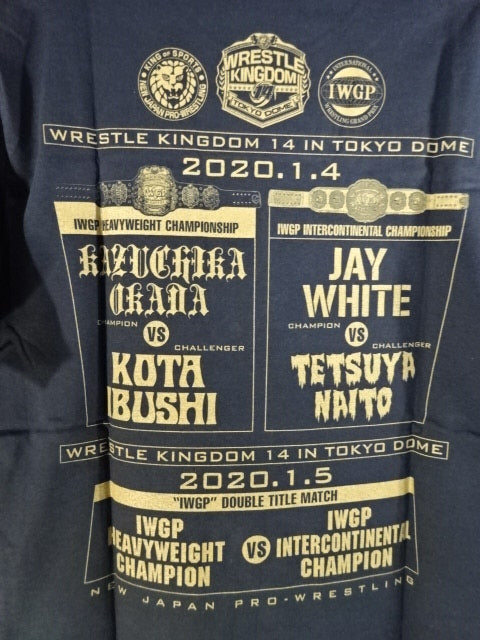 KING OF SPORTS
NEW JAPAN PRO-WRESTLING
WRESTLE
KINGDOM
14
TOKYO DOME
INTERNATIONAL
IWGP
WRESTLING GRAND PRIX
WRESTLE KINGDOM 14 IN TOKYO DOME
2020.1.4
IWGP HEAVYWEIGHT CHAMPIONSHIP
KAZUCHIKA
OKADA
CHAMPION
VS
CHALLENGER
KOTA
IBUSHI
IWGP INTERCONTINENTAL CHAMPIONSHIP
JAY
WHITE
CHAMPION
VS
CHALLENGER
TETSUYA
NAITO
WRESTLE KINGDOM 14 IN TOKYO DOME
2020.1.5
"IWGP" DOUBLE TITLE MATCH
IWGP
HEAVYWEIGHT
CHAMPION
VS
IWGP
INTERCONTINENTAL
CHAMPION
NEW JAPAN PRO-WRESTLING